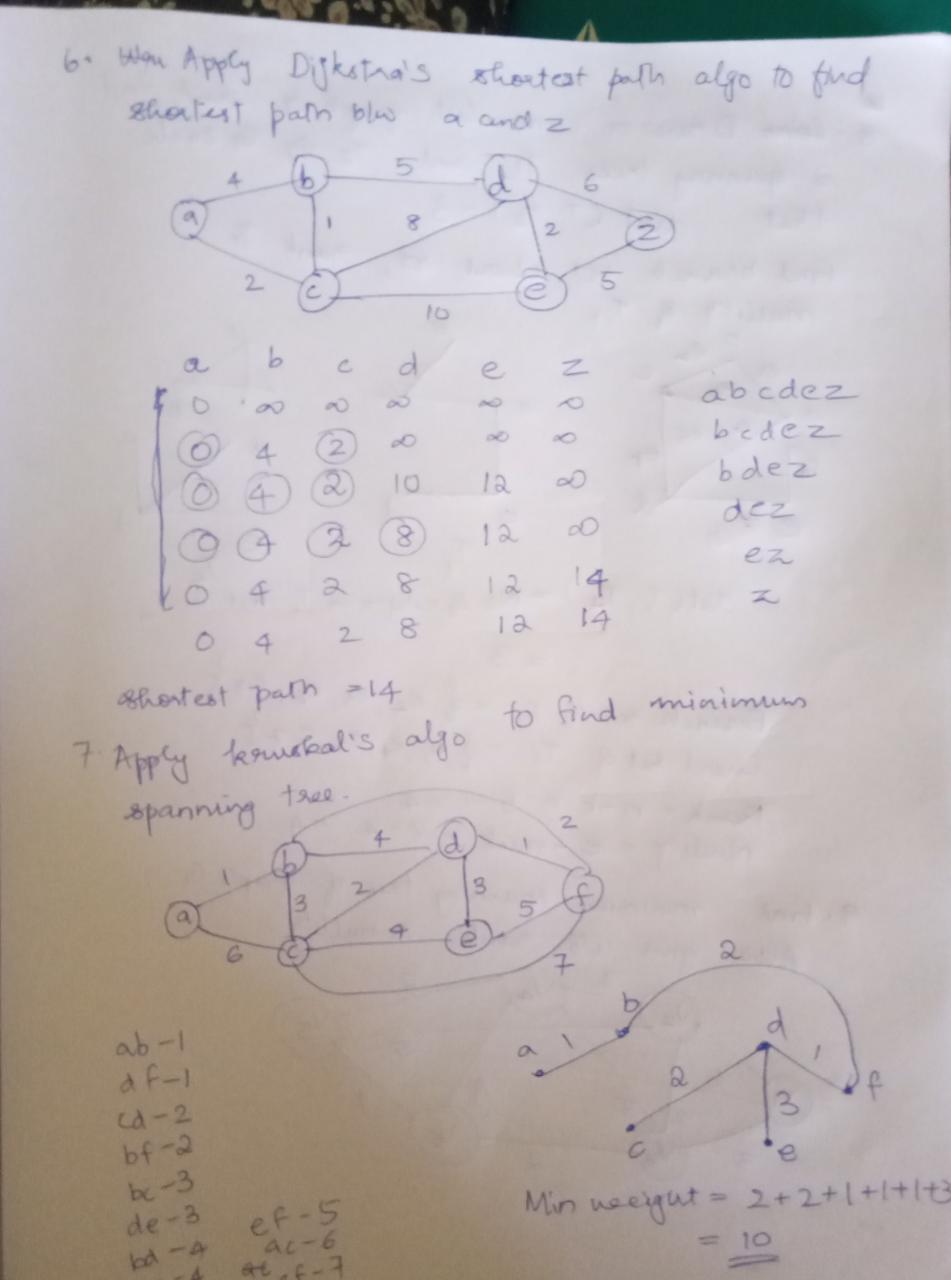 6. Apply Dijkstra's shortest path algo to find
shortest path b/w a and z
4 b 5 d 6
a 1 8 2 z
2 c 10 e 5
a b c d e z
0 ∞ ∞ ∞ ∞ ∞ abcdez
0 4 2 ∞ ∞ ∞ bcdez
0 4 2 10 12 ∞ bdez
0 4 2 8 12 ∞ dez
0 4 2 8 12 14 ez
0 4 2 8 12 14 z
shortest path = 14
7. Apply kruskal's algo to find minimum
spanning tree.
b 4 d 1 2
1 3 2 3 f
a 6 c 4 e 5 7
2
a 1 b d
2 3 1 f
c e
ab-1
df-1
cd-2
bf-2
bc-3
de-3 ef-5
bd-4 ac-6
-4 cf-7
Min weight = 2+2+1+1+1+3
= 10